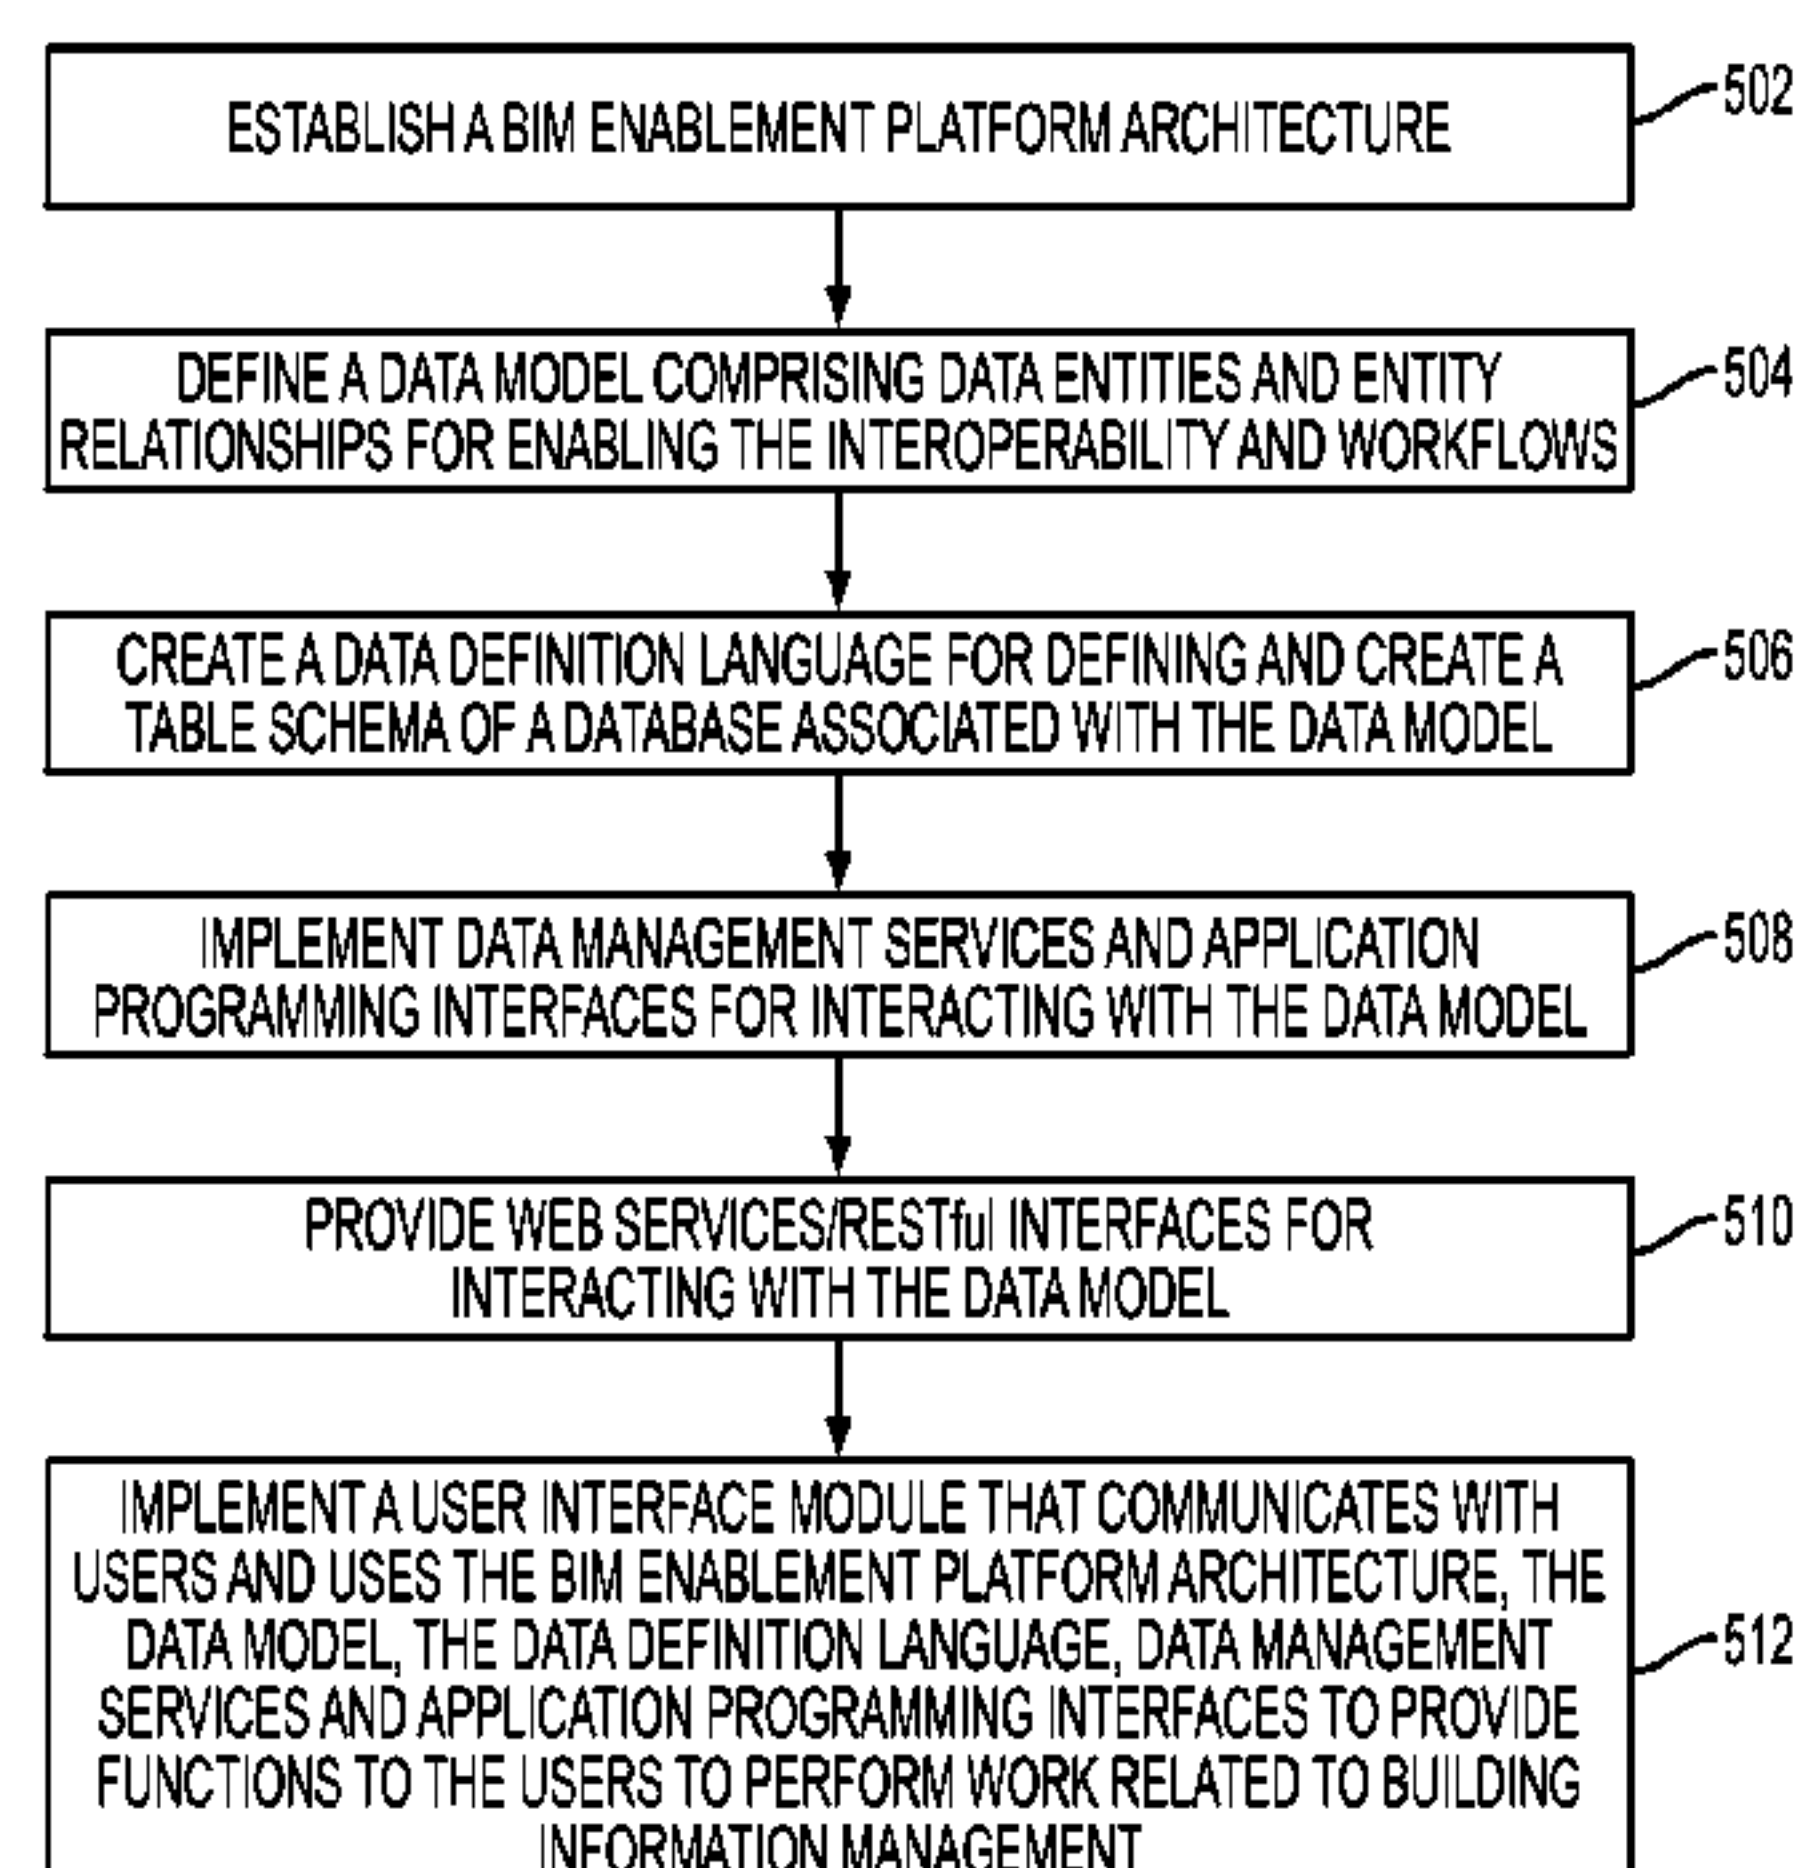 ESTABLISH A BIM ENABLEMENT PLATFORM ARCHITECTURE
502
DEFINE A DATA MODEL COMPRISING DATA ENTITIES AND ENTITY
RELATIONSHIPS FOR ENABLING THE INTEROPERABILITY AND WORKFLOWS
504
CREATE A DATA DEFINITION LANGUAGE FOR DEFINING AND CREATE A
TABLE SCHEMA OF A DATABASE ASSOCIATED WITH THE DATA MODEL
506
IMPLEMENT DATA MANAGEMENT SERVICES AND APPLICATION
PROGRAMMING INTERFACES FOR INTERACTING WITH THE DATA MODEL
508
PROVIDE WEB SERVICES/RESTful INTERFACES FOR
INTERACTING WITH THE DATA MODEL
510
IMPLEMENT A USER INTERFACE MODULE THAT COMMUNICATES WITH
USERS AND USES THE BIM ENABLEMENT PLATFORM ARCHITECTURE, THE
DATA MODEL, THE DATA DEFINITION LANGUAGE, DATA MANAGEMENT
SERVICES AND APPLICATION PROGRAMMING INTERFACES TO PROVIDE
FUNCTIONS TO THE USERS TO PERFORM WORK RELATED TO BUILDING
INFORMATION MANAGEMENT
512